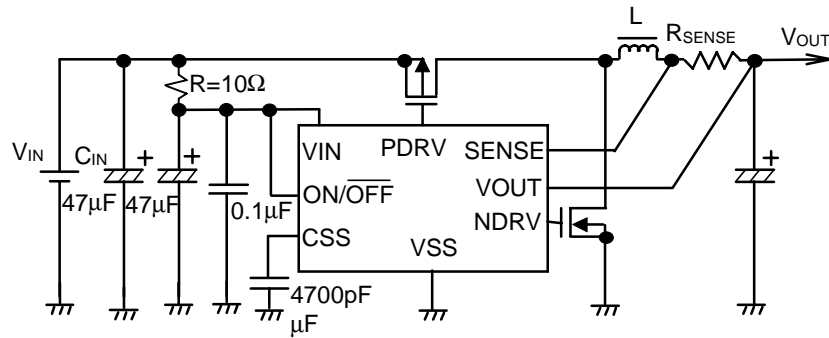 L
RSENSE
VOUT
R=10Ω
VIN
CIN
+
+
+
47μF
47μF
0.1μF
VIN
PDRV
SENSE
ON/OFF
VOUT
NDRV
CSS
VSS
4700pF
μF